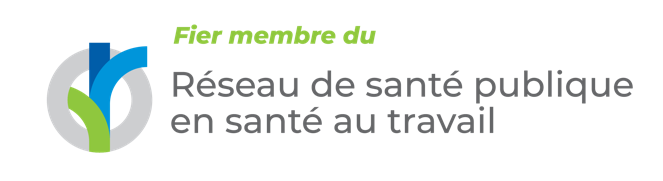 Fier membre du
Réseau de santé publique
en santé au travail